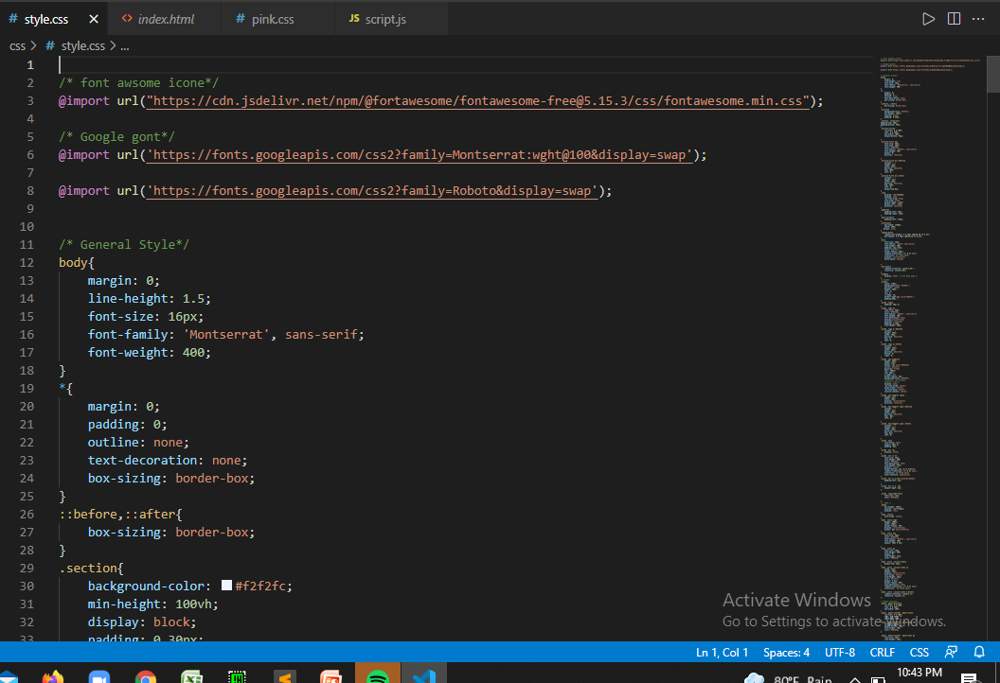 # style.css × <> index.html # pink.css JS script.js
css > # style.css > ...
1
2 /* font awsome icone*/
3 @import url("https://cdn.jsdelivr.net/npm/@fortawesome/fontawesome-free@5.15.3/css/fontawesome.min.css");
4
5 /* Google gont*/
6 @import url('https://fonts.googleapis.com/css2?family=Montserrat:wght@100&display=swap');
7
8 @import url('https://fonts.googleapis.com/css2?family=Roboto&display=swap');
9
10
11 /* General Style*/
12 body{
13 margin: 0;
14 line-height: 1.5;
15 font-size: 16px;
16 font-family: 'Montserrat', sans-serif;
17 font-weight: 400;
18 }
19 *{
20 margin: 0;
21 padding: 0;
22 outline: none;
23 text-decoration: none;
24 box-sizing: border-box;
25 }
26 ::before,::after{
27 box-sizing: border-box;
28 }
29 .section{
30 background-color: #f2f2fc;
31 min-height: 100vh;
32 display: block;
33 padding: 0 30px;
Activate Windows
Go to Settings to activate Windows.
Ln 1, Col 1 Spaces: 4 UTF-8 CRLF CSS
80°F Rain 10:43 PM